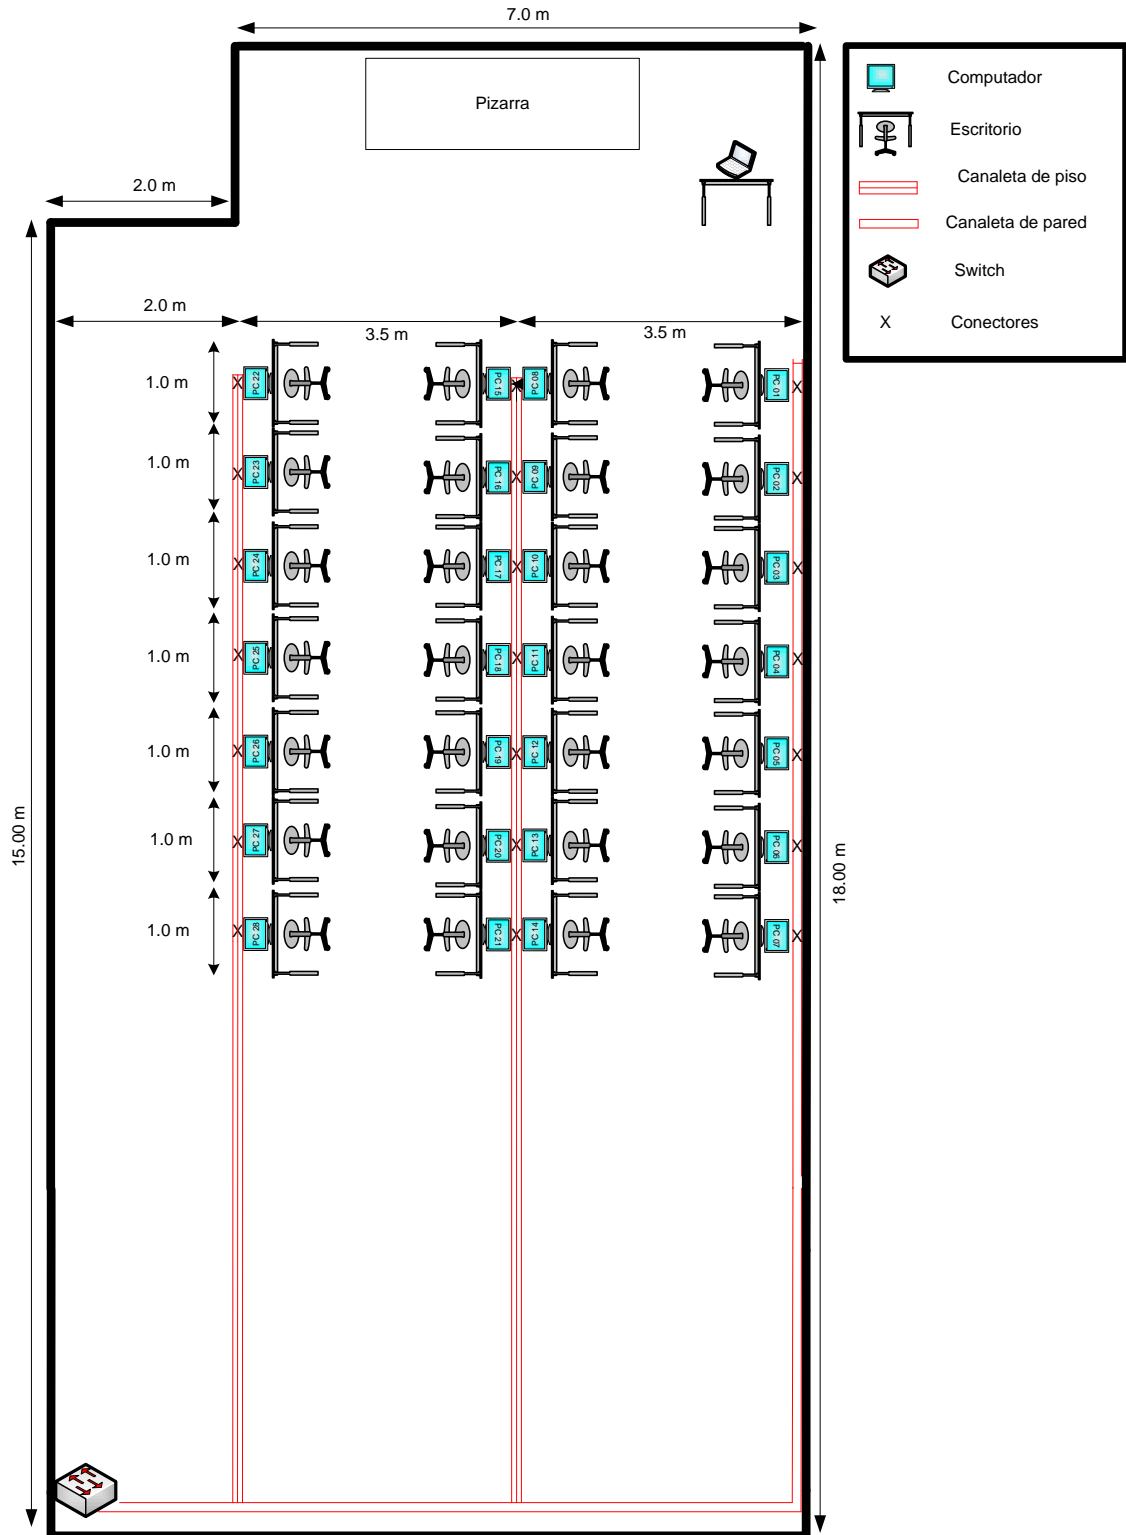 7.0 m
Pizarra
Computador
Escritorio
Canaleta de piso
Canaleta de pared
Switch
X Conectores
2.0 m
2.0 m
3.5 m
3.5 m
1.0 m
X PC 22
PC 15
PC 08
PC 01 X
1.0 m
X PC 23
PC 16 X PC 09
PC 02 X
1.0 m
X PC 24
PC 17 X PC 10
PC 03 X
1.0 m
X PC 25
PC 18 X PC 11
PC 04 X
1.0 m
X PC 26
PC 19 X PC 12
PC 05 X
1.0 m
X PC 27
PC 20 X PC 13
PC 06 X
1.0 m
X PC 28
PC 21 X PC 14
PC 07 X
15.00 m
18.00 m